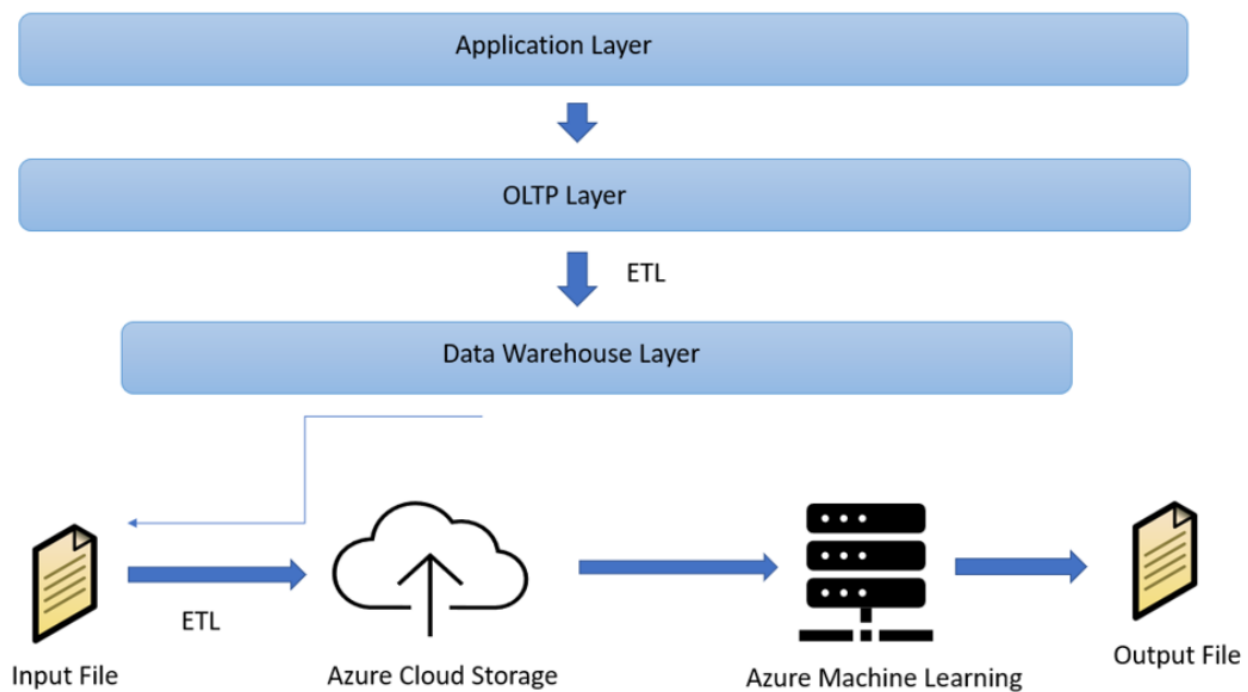 Application Layer
OLTP Layer
ETL
Data Warehouse Layer
ETL
Input File
Azure Cloud Storage
Azure Machine Learning
Output File